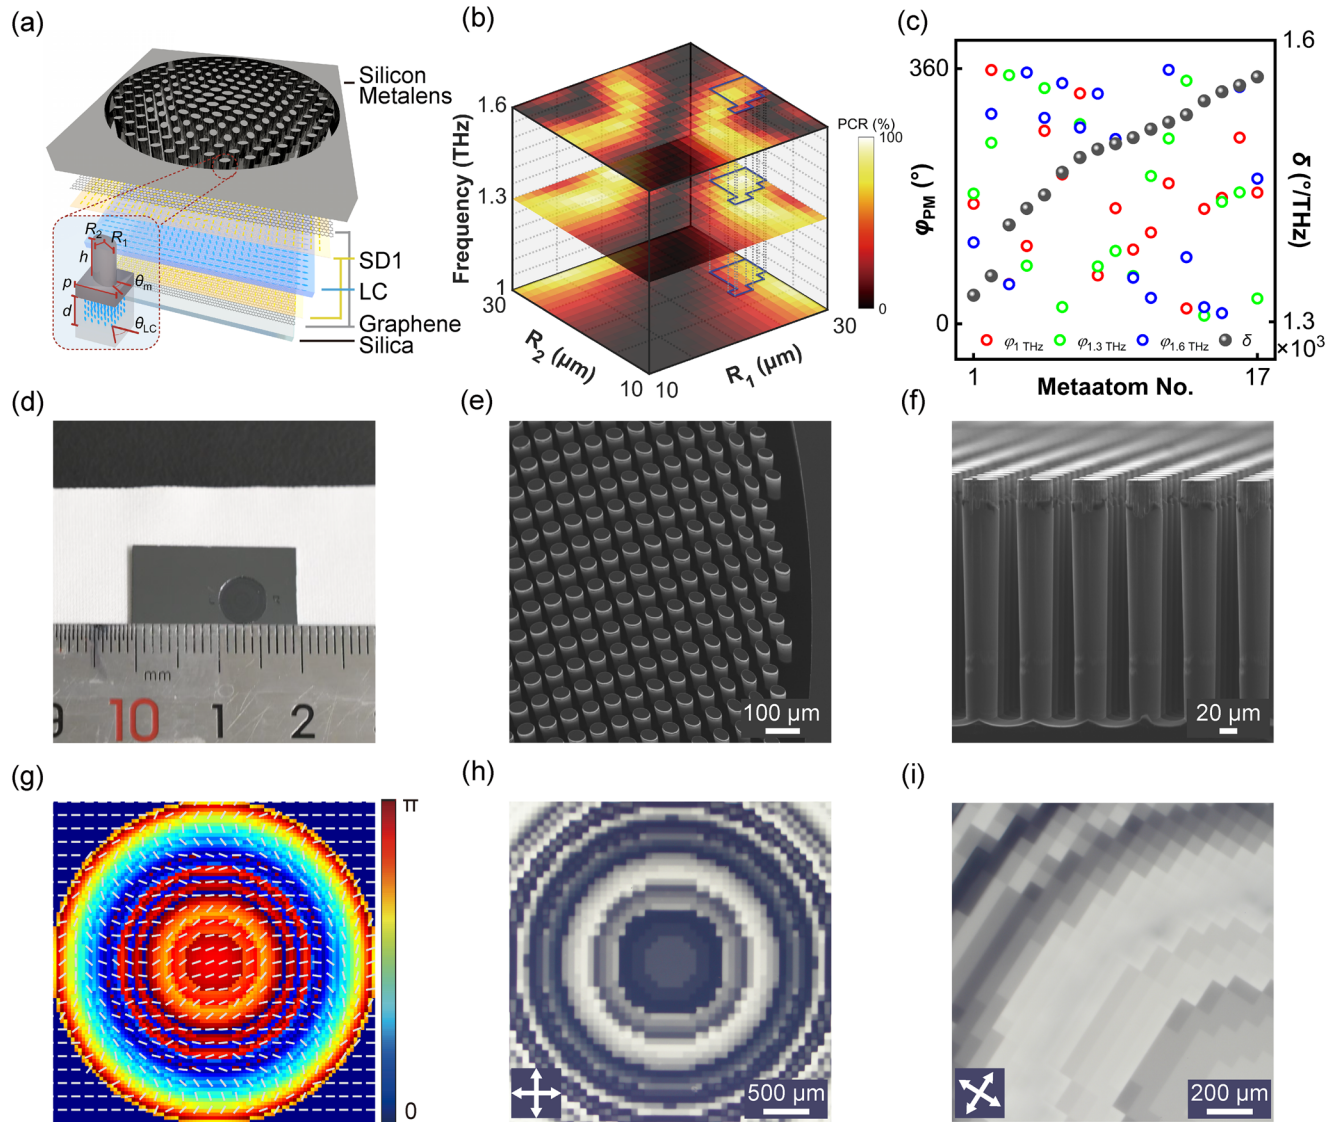 (a)
Silicon
Metalens
R2
R1
h
p
θm
d
θLC
SD1
LC
Graphene
Silica
(b)
Frequency (THz)
1.6
1.3
1
30
R2 (μm)
10
10
R1 (μm)
30
PCR (%)
100
0
(c)
φPM (°)
360
0
1.6
δ (°/THz)
1.3
×10³
φ1 THz
φ1.3 THz
φ1.6 THz
δ
1
Metaatom No.
17
(d)
mm
9
10
1
2
(e)
100 μm
(f)
20 μm
(g)
π
0
(h)
500 μm
(i)
200 μm